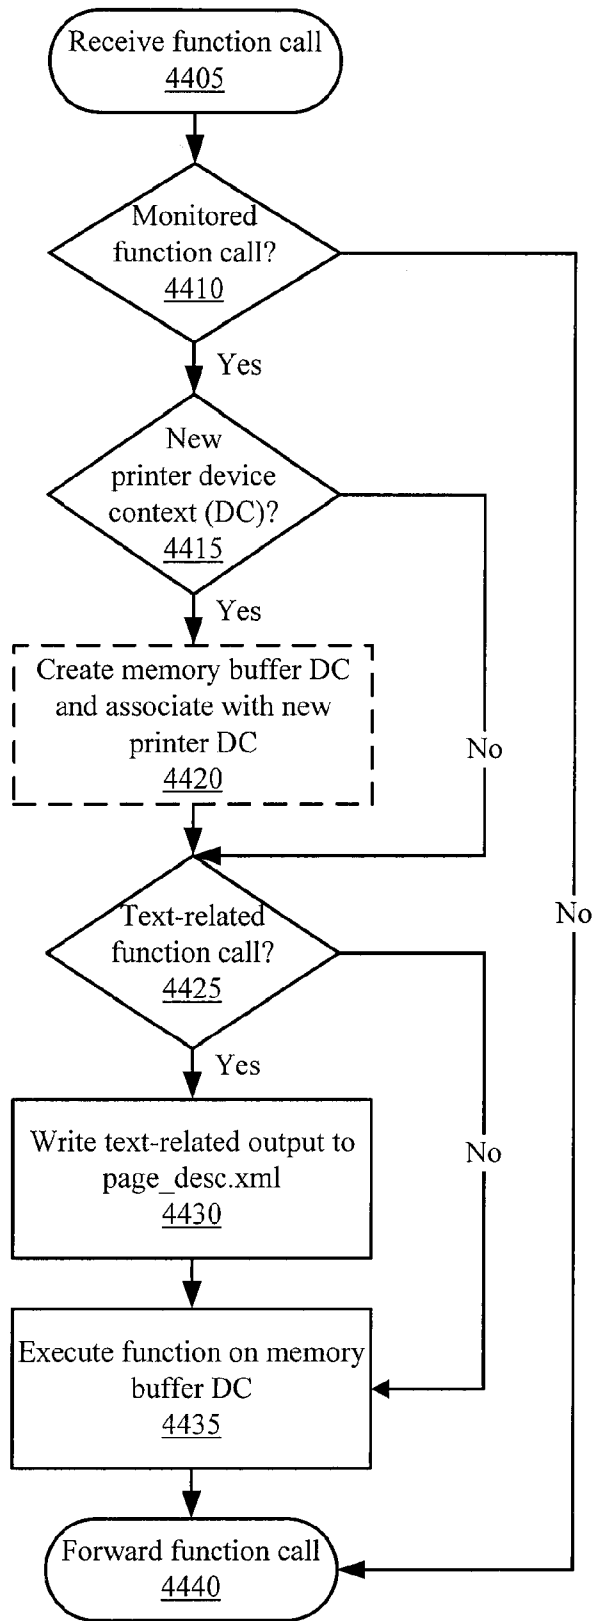 Receive function call
4405
Monitored
function call?
4410
Yes
New
printer device
context (DC)?
4415
Yes
Create memory buffer DC
and associate with new
printer DC
4420
No
Text-related
function call?
4425
No
Yes
Write text-related output to
page_desc.xml
4430
No
Execute function on memory
buffer DC
4435
Forward function call
4440